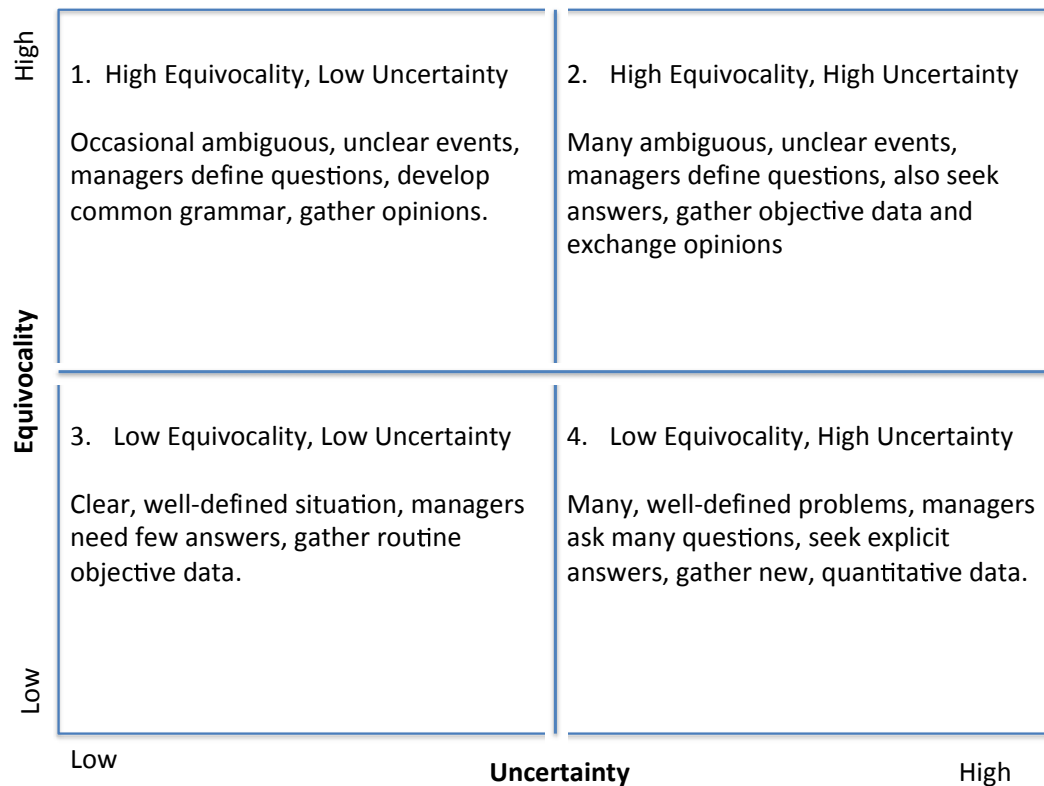 High
1. High Equivocality, Low Uncertainty
Occasional ambiguous, unclear events,
managers define questions, develop
common grammar, gather opinions.
2. High Equivocality, High Uncertainty
Many ambiguous, unclear events,
managers define questions, also seek
answers, gather objective data and
exchange opinions
Equivocality
3. Low Equivocality, Low Uncertainty
Clear, well-defined situation, managers
need few answers, gather routine
objective data.
4. Low Equivocality, High Uncertainty
Many, well-defined problems, managers
ask many questions, seek explicit
answers, gather new, quantitative data.
Low
Low
Uncertainty
High